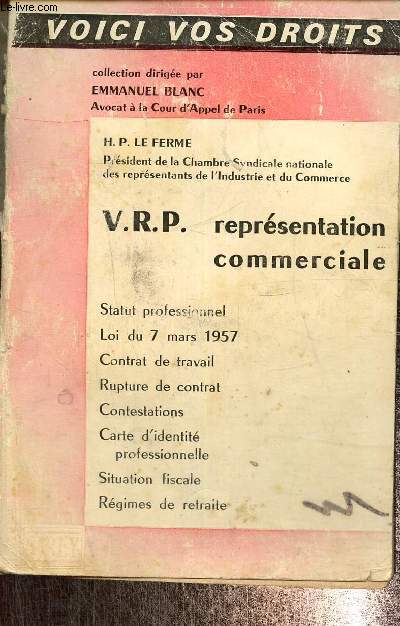 www.le-livre.com
VOICI VOS DROITS
collection dirigée par
EMMANUEL BLANC
Avocat à la Cour d'Appel de Paris
H. P. LE FERME
Président de la Chambre Syndicale nationale
des représentants de l'Industrie et du Commerce
V.R.P. représentation
commerciale
Statut professionnel
Loi du 7 mars 1957
Contrat de travail
Rupture de contrat
Contestations
Carte d'identité
professionnelle
Situation fiscale
Régimes de retraite